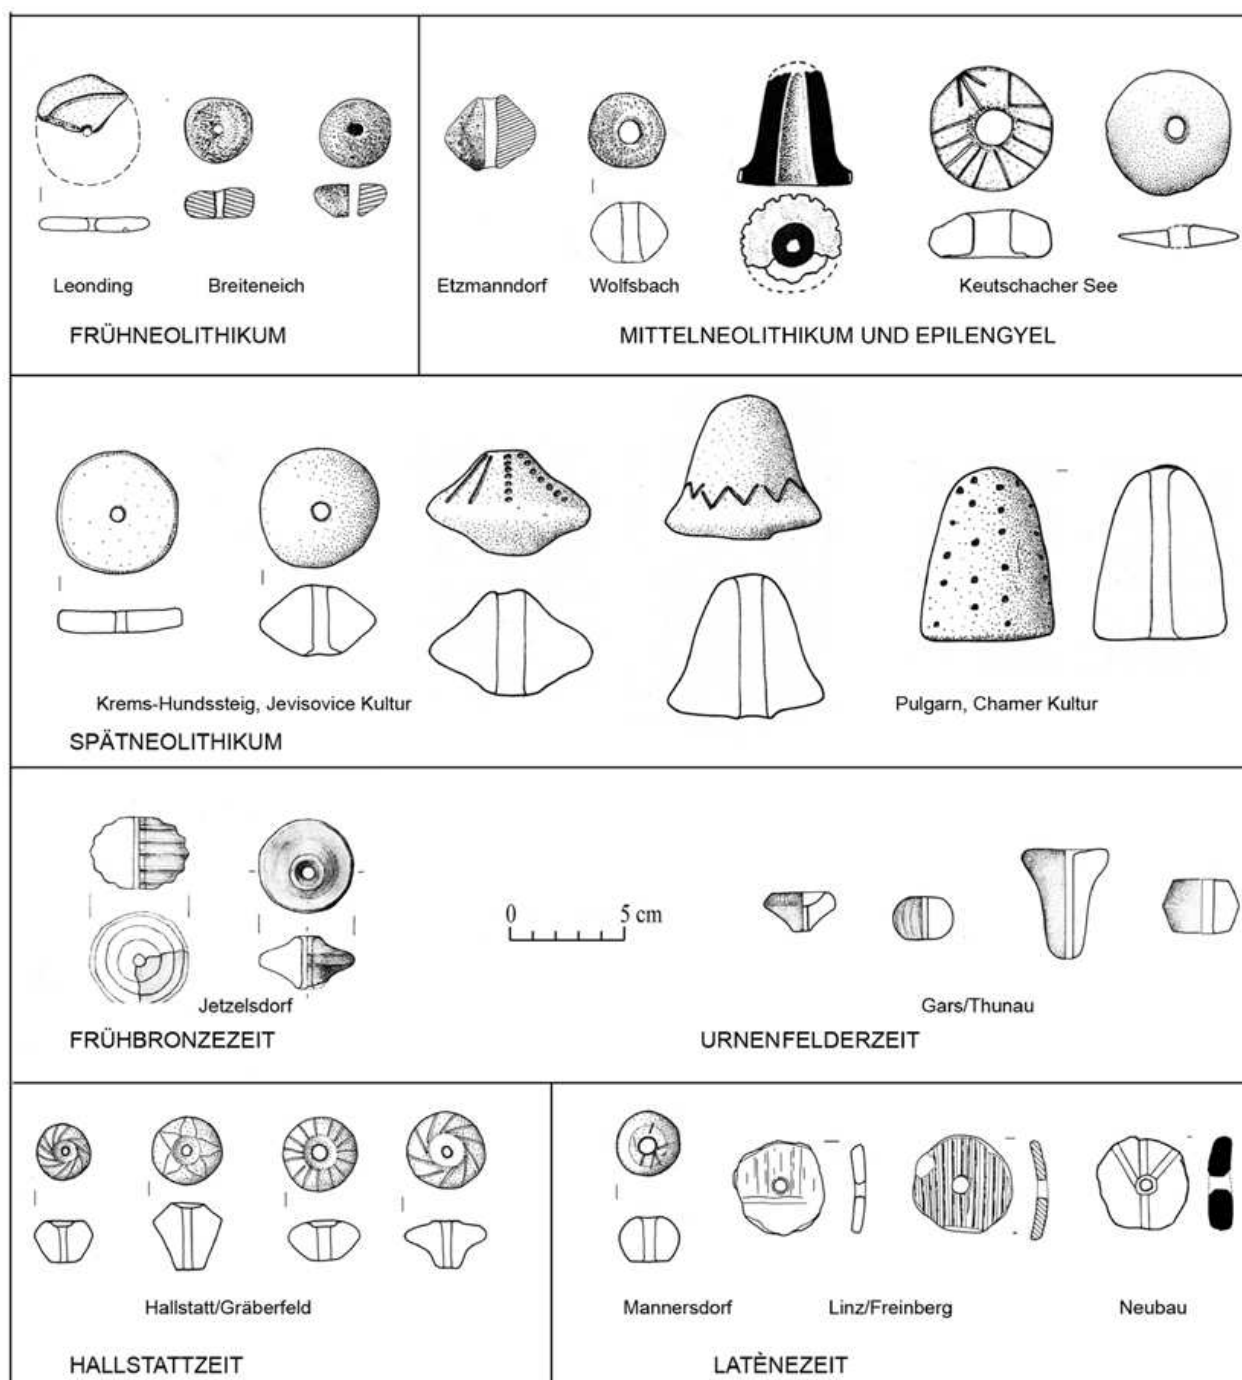 Leonding
Breiteneich
FRÜHNEOLITHIKUM
Etzmanndorf
Wolfsbach
Keutschacher See
MITTELNEOLITHIKUM UND EPILENGYEL
Krems-Hundssteig, Jevisovice Kultur
Pulgarn, Chamer Kultur
SPÄTNEOLITHIKUM
Jetzelsdorf
FRÜHBRONZEZEIT
0 5 cm
Gars/Thunau
URNENFELDERZEIT
Hallstatt/Gräberfeld
HALLSTATTZEIT
Mannersdorf
Linz/Freinberg
Neubau
LATÈNEZEIT